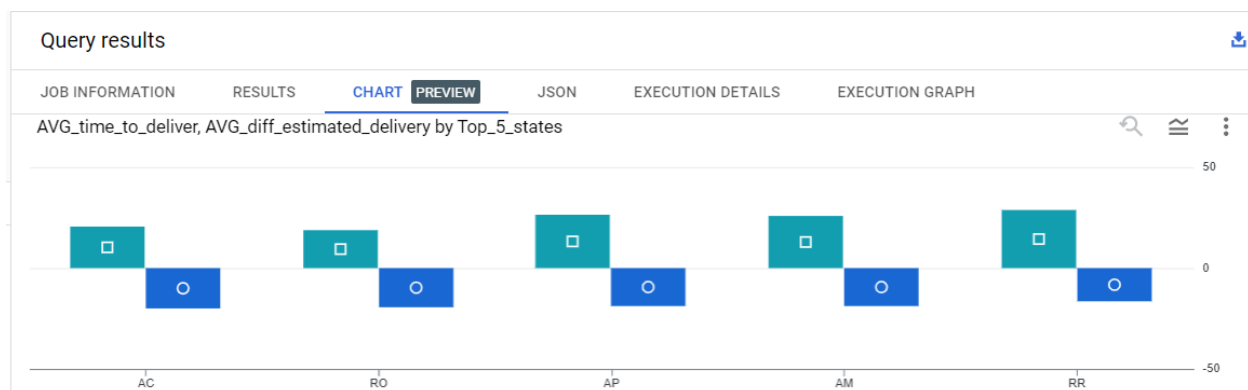 Query results
JOB INFORMATION RESULTS CHART PREVIEW JSON EXECUTION DETAILS EXECUTION GRAPH
AVG_time_to_deliver, AVG_diff_estimated_delivery by Top_5_states
50
0
-50
AC RO AP AM RR